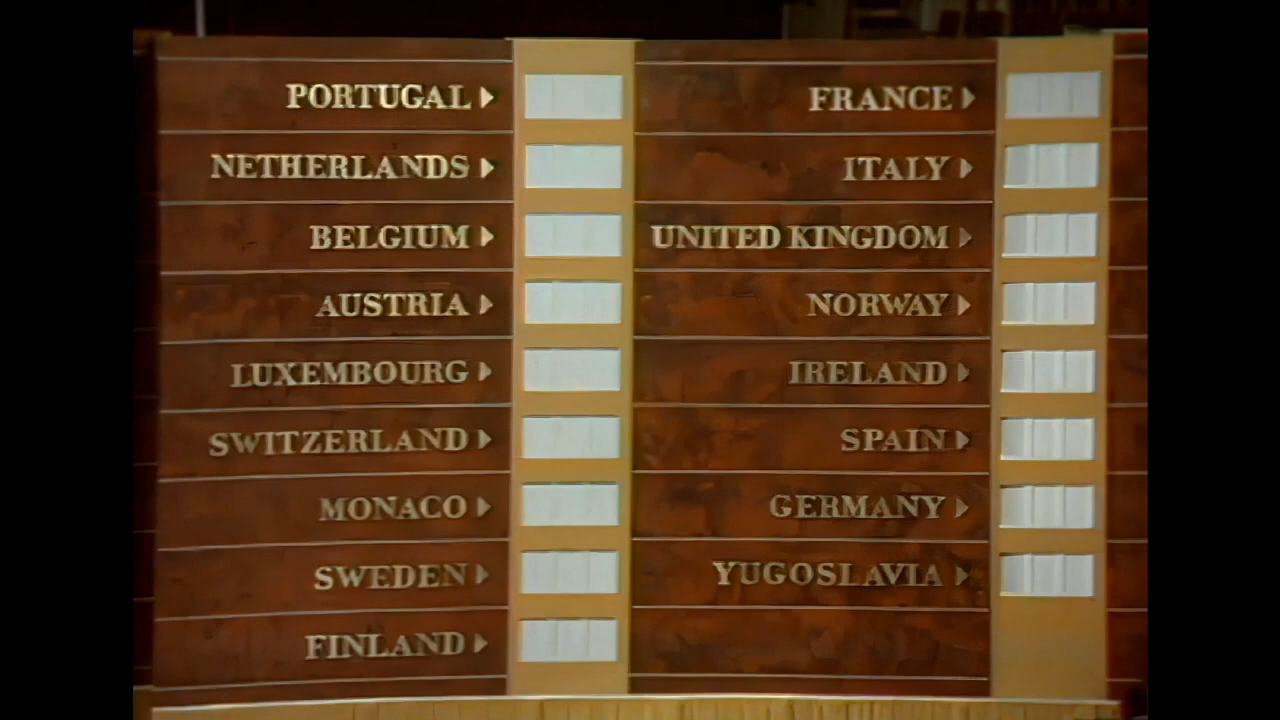 PORTUGAL
NETHERLANDS
BELGIUM
AUSTRIA
LUXEMBOURG
SWITZERLAND
MONACO
SWEDEN
FINLAND
FRANCE
ITALY
UNITED KINGDOM
NORWAY
IRELAND
SPAIN
GERMANY
YUGOSLAVIA